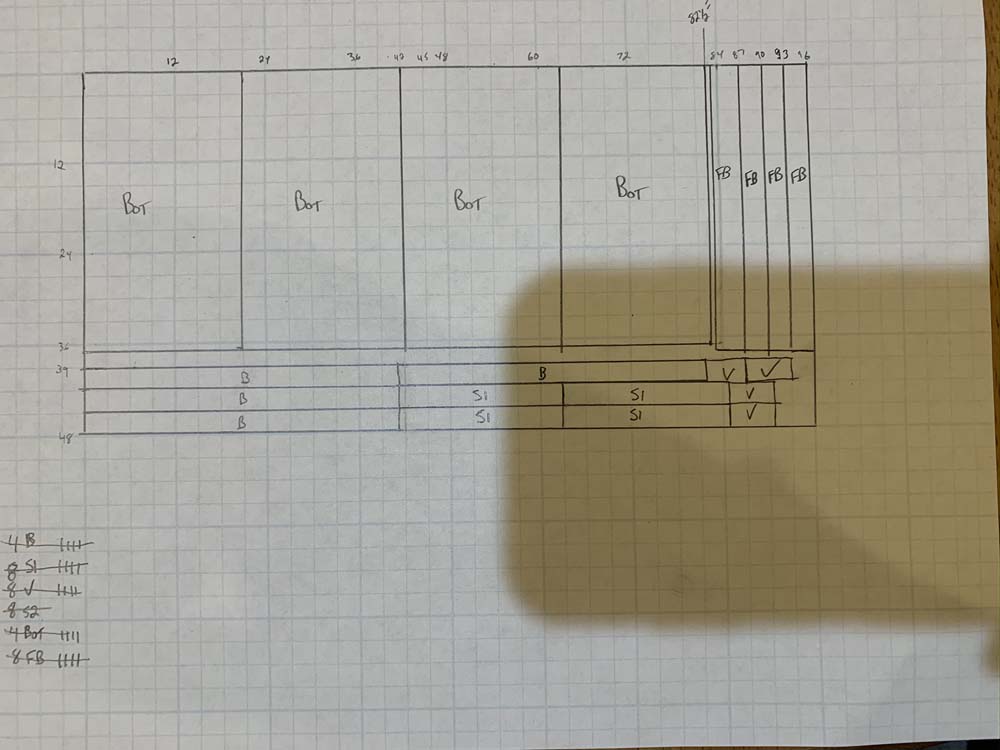 82½"
12 24 36 42 45 48 60 72 84 87 90 93 96
12
BOT BOT BOT BOT FB FB FB FB
24
36
39
B B V V
B S1 S1 V
B S1 S1 V
48
4 B
8 S1
8 V
8 S2
4 BOT
8 FB